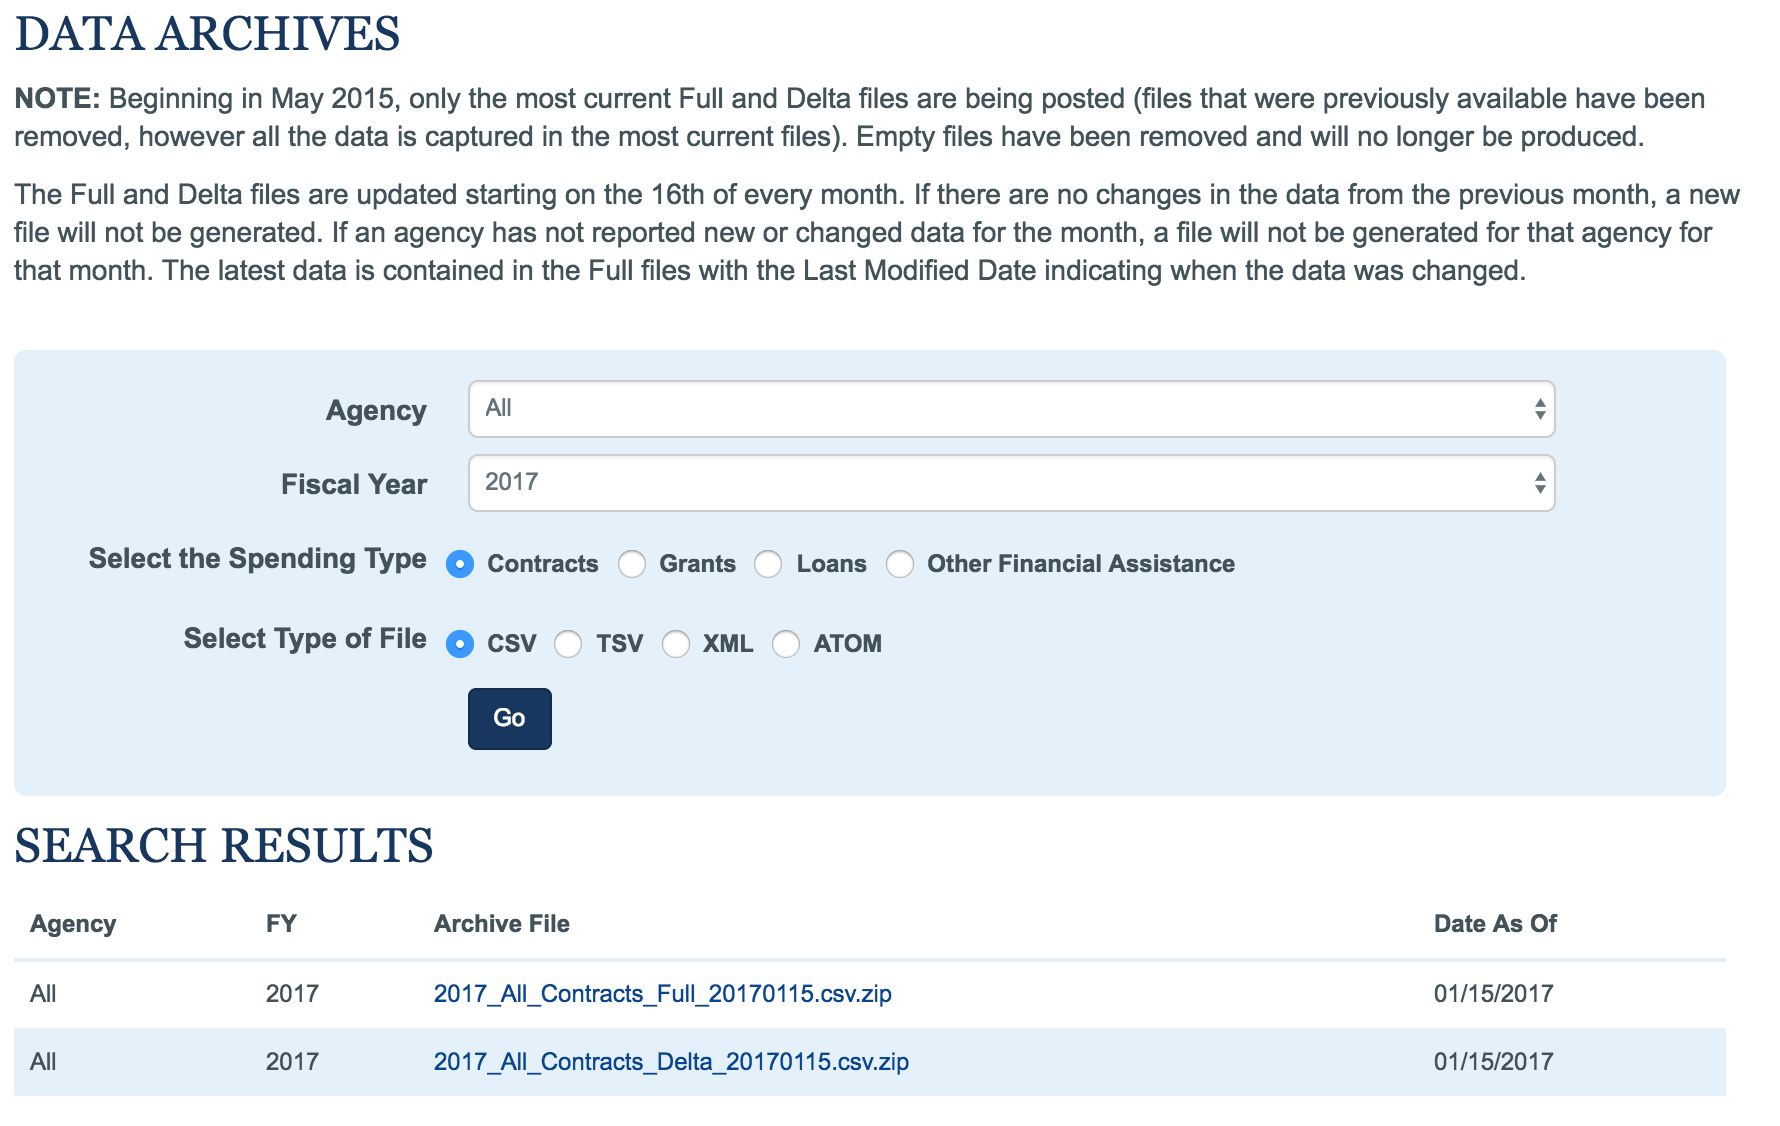 DATA ARCHIVES
NOTE: Beginning in May 2015, only the most current Full and Delta files are being posted (files that were previously available have been
removed, however all the data is captured in the most current files). Empty files have been removed and will no longer be produced.
The Full and Delta files are updated starting on the 16th of every month. If there are no changes in the data from the previous month, a new
file will not be generated. If an agency has not reported new or changed data for the month, a file will not be generated for that agency for
that month. The latest data is contained in the Full files with the Last Modified Date indicating when the data was changed.
Agency All
Fiscal Year 2017
Select the Spending Type Contracts Grants Loans Other Financial Assistance
Select Type of File CSV TSV XML ATOM
Go
SEARCH RESULTS
Agency FY Archive File Date As Of
All 2017 2017_All_Contracts_Full_20170115.csv.zip 01/15/2017
All 2017 2017_All_Contracts_Delta_20170115.csv.zip 01/15/2017